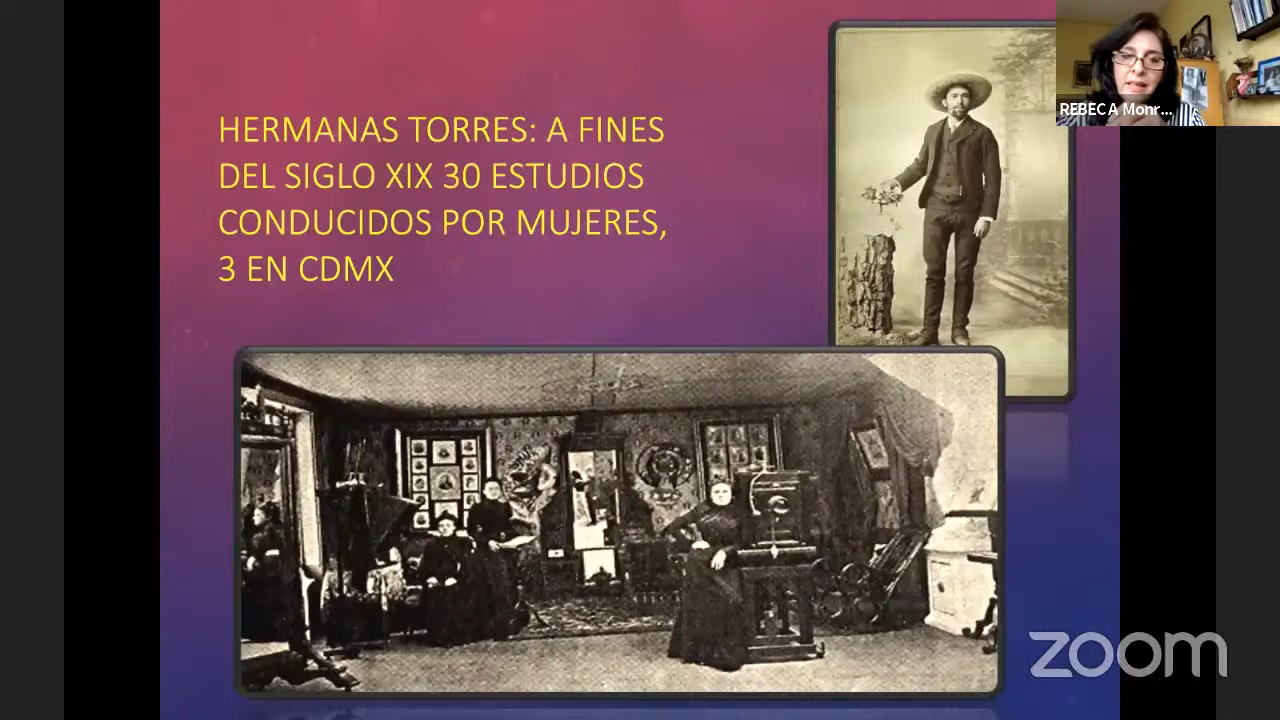 HERMANAS TORRES: A FINES
DEL SIGLO XIX 30 ESTUDIOS
CONDUCIDOS POR MUJERES,
3 EN CDMX
REBECA Monr...
zoom